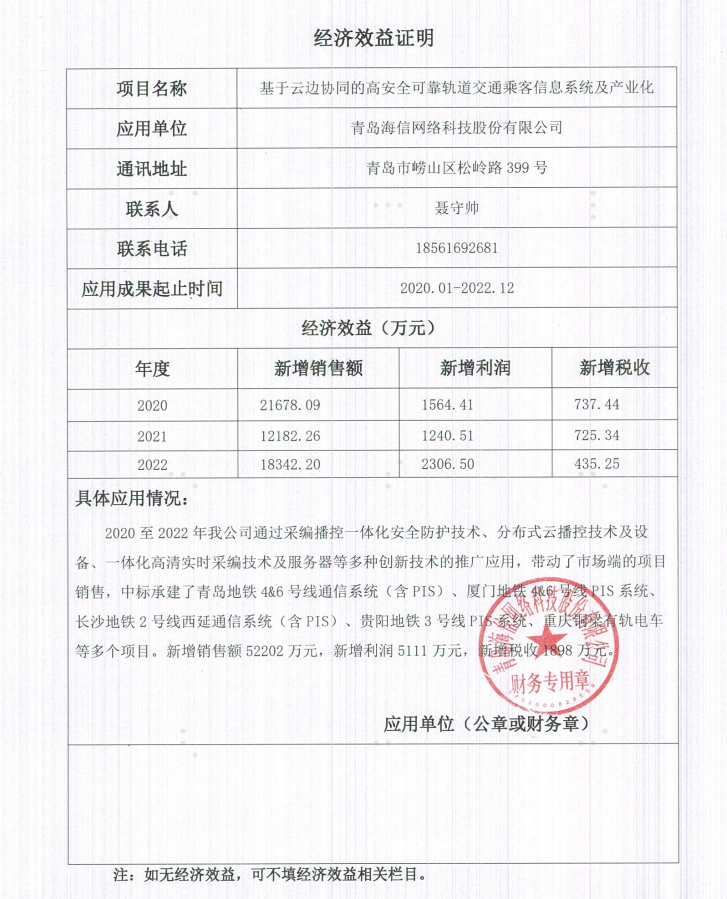 经济效益证明
项目名称 基于云边协同的高安全可靠轨道交通乘客信息系统及产业化
应用单位 青岛海信网络科技股份有限公司
通讯地址 青岛市崂山区松岭路 399 号
联系人 聂守帅
联系电话 18561692681
应用成果起止时间 2020.01-2022.12
经济效益（万元）
年度 新增销售额 新增利润 新增税收
2020 21678.09 1564.41 737.44
2021 12182.26 1240.51 725.34
2022 18342.20 2306.50 435.25
具体应用情况：
2020 至 2022 年我公司通过采编播控一体化安全防护技术、分布式云播控技术及设
备、一体化高清实时采编技术及服务器等多种创新技术的推广应用，带动了市场端的项目
销售，中标承建了青岛地铁 4&6 号线通信系统（含 PIS）、厦门地铁 4&6 号线 PIS 系统、
长沙地铁 2 号线西延通信系统（含 PIS）、贵阳地铁 3 号线 PIS 系统、重庆铜梁有轨电车
等多个项目。新增销售额 52202 万元，新增利润 5111 万元，新增税收 1898 万元。
青岛海信网络科技股份有限公司
财务专用章
应用单位（公章或财务章）
注：如无经济效益，可不填经济效益相关栏目。